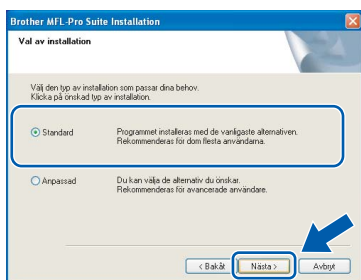 Brother MFL-Pro Suite Installation
Val av installation
Välj den typ av installation som passar dina behov.
Klicka på önskad typ av installation.
Standard
Programmet installeras med de vanligaste alternativen.
Rekommenderas för dom flesta användarna.
Anpassad
Du kan välja de alternativ du önskar.
Rekommenderas för avancerade användare.
< Bakåt
Nästa >
Avbryt